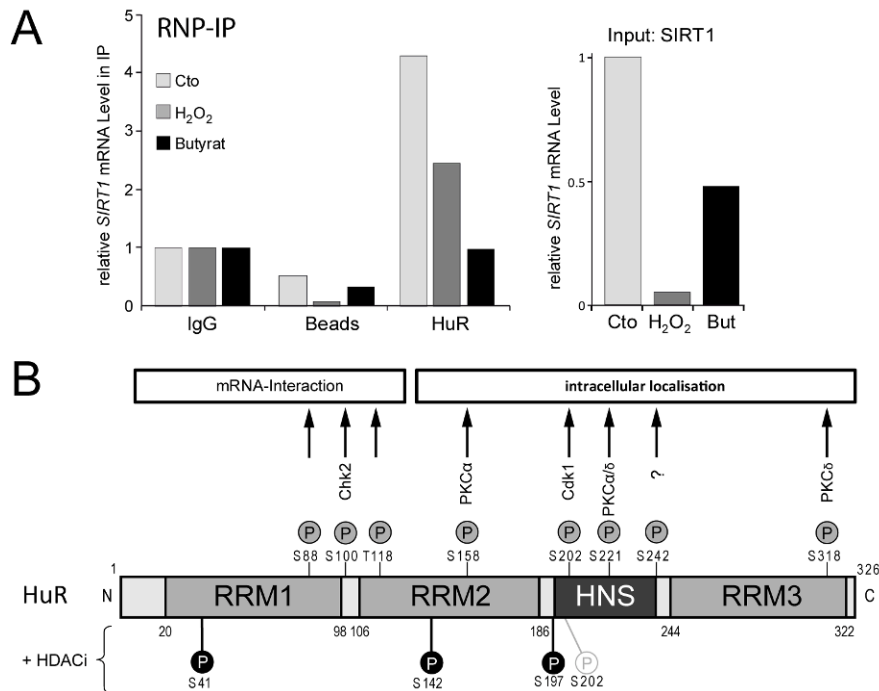 A
RNP-IP
relative SIRT1 mRNA Level in IP
5
4
3
2
1
0
Cto
H₂O₂
Butyrat
IgG
Beads
HuR
Input: SIRT1
relative SIRT1 mRNA Level
1
0.5
0
Cto
H₂O₂
But
B
mRNA-Interaction
intracellular localisation
Chk2
PKCα
Cdk1
PKCα/δ
?
PKCδ
P P P P P P P P
S88 S100 T118 S158 S202 S221 S242 S318
1 326
HuR N RRM1 RRM2 HNS RRM3 C
20 98 106 186 244 322
+ HDACi
P P P P
S41 S142 S197 S202